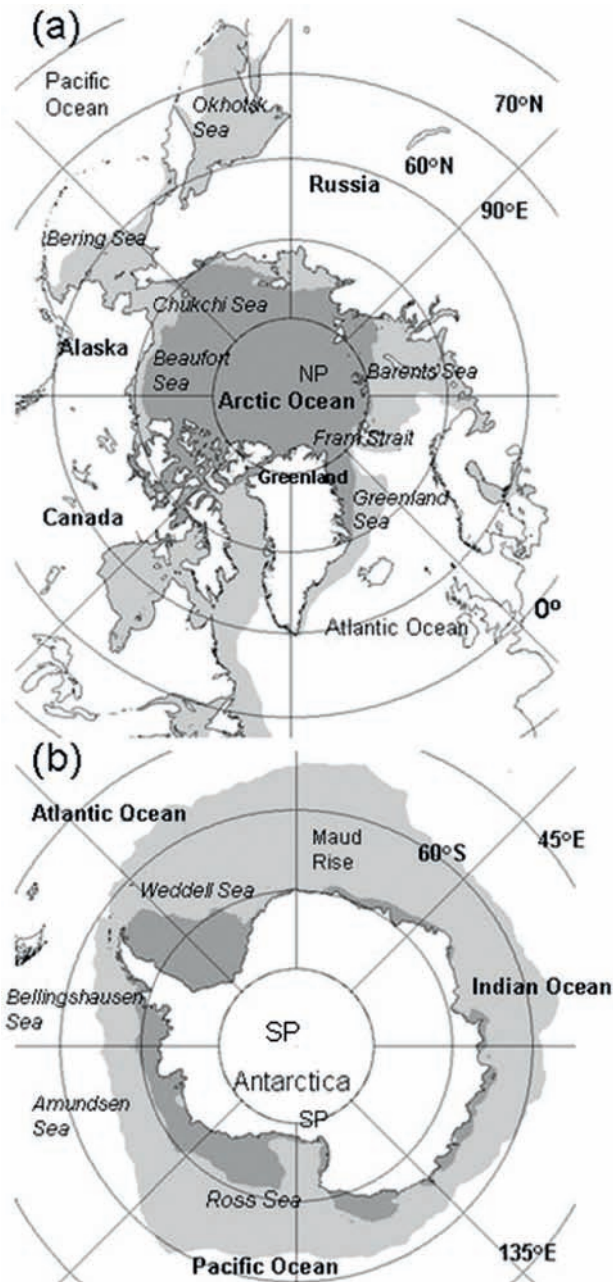 (a)
Pacific
Ocean
Okhotsk
Sea
70°N
60°N
Russia
90°E
Bering Sea
Chukchi Sea
Alaska
Beaufort
Sea
NP
Barents Sea
Arctic Ocean
Fram Strait
Greenland
Greenland
Sea
Canada
0°
Atlantic Ocean
(b)
Atlantic Ocean
Maud
Rise
60°S
45°E
Weddell Sea
Indian Ocean
Bellingshausen
Sea
SP
Antarctica
Amundsen
Sea
SP
Ross Sea
135°E
Pacific Ocean